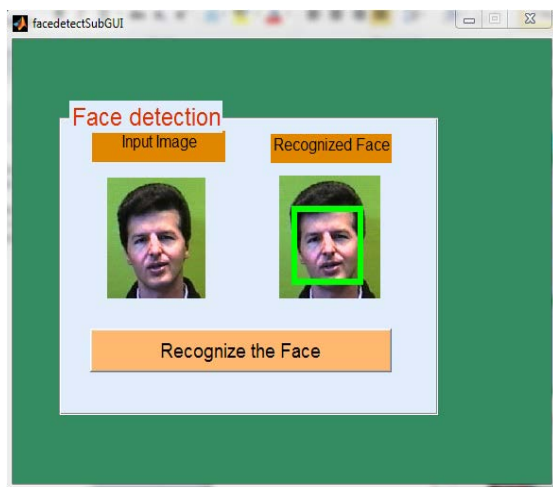 facedetectSubGUI
Face detection
Input Image
Recognized Face
Recognize the Face